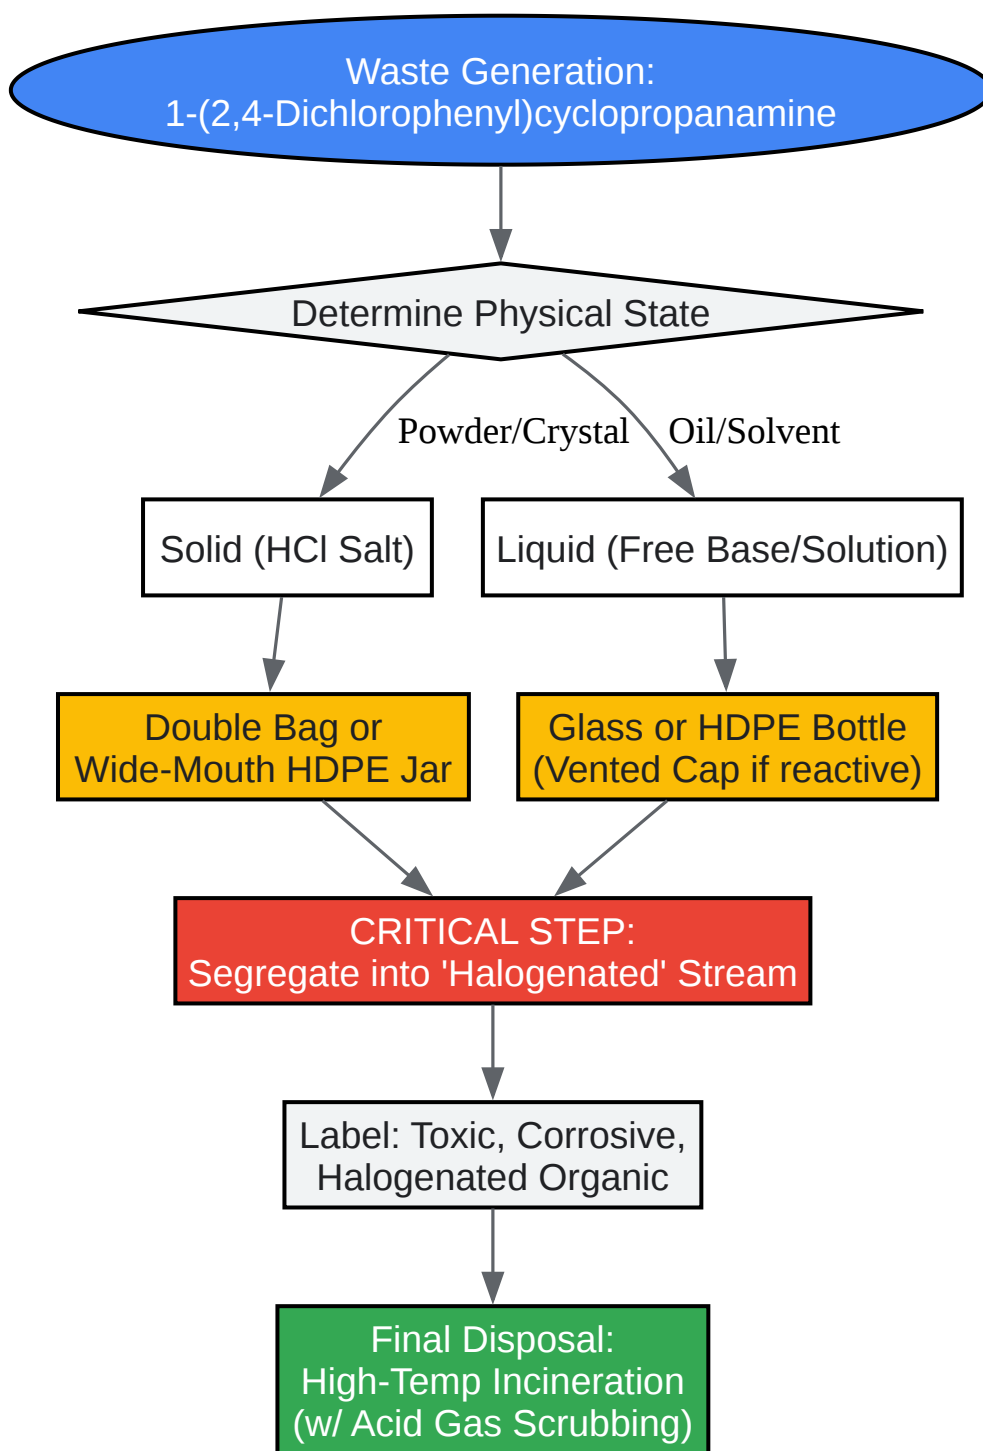 Waste Generation:
1-(2,4-Dichlorophenyl)cyclopropanamine
Determine Physical State
Powder/Crystal
Oil/Solvent
Solid (HCl Salt)
Liquid (Free Base/Solution)
Double Bag or
Wide-Mouth HDPE Jar
Glass or HDPE Bottle
(Vented Cap if reactive)
CRITICAL STEP:
Segregate into 'Halogenated' Stream
Label: Toxic, Corrosive,
Halogenated Organic
Final Disposal:
High-Temp Incineration
(w/ Acid Gas Scrubbing)